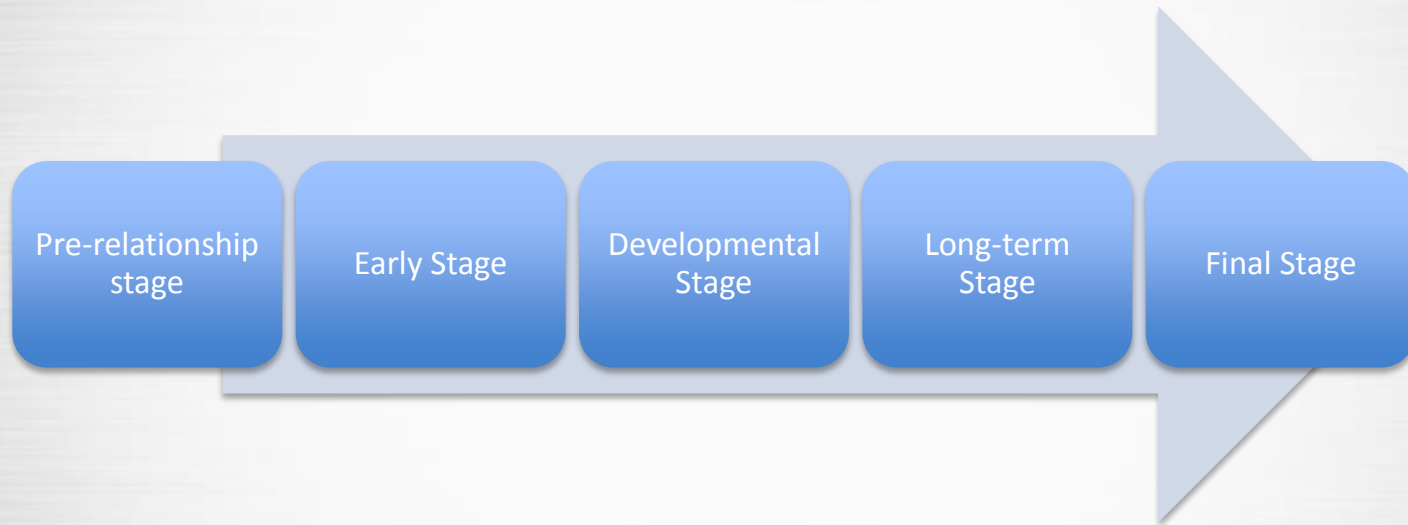 Pre-relationship
stage
Early Stage
Developmental
Stage
Long-term
Stage
Final Stage